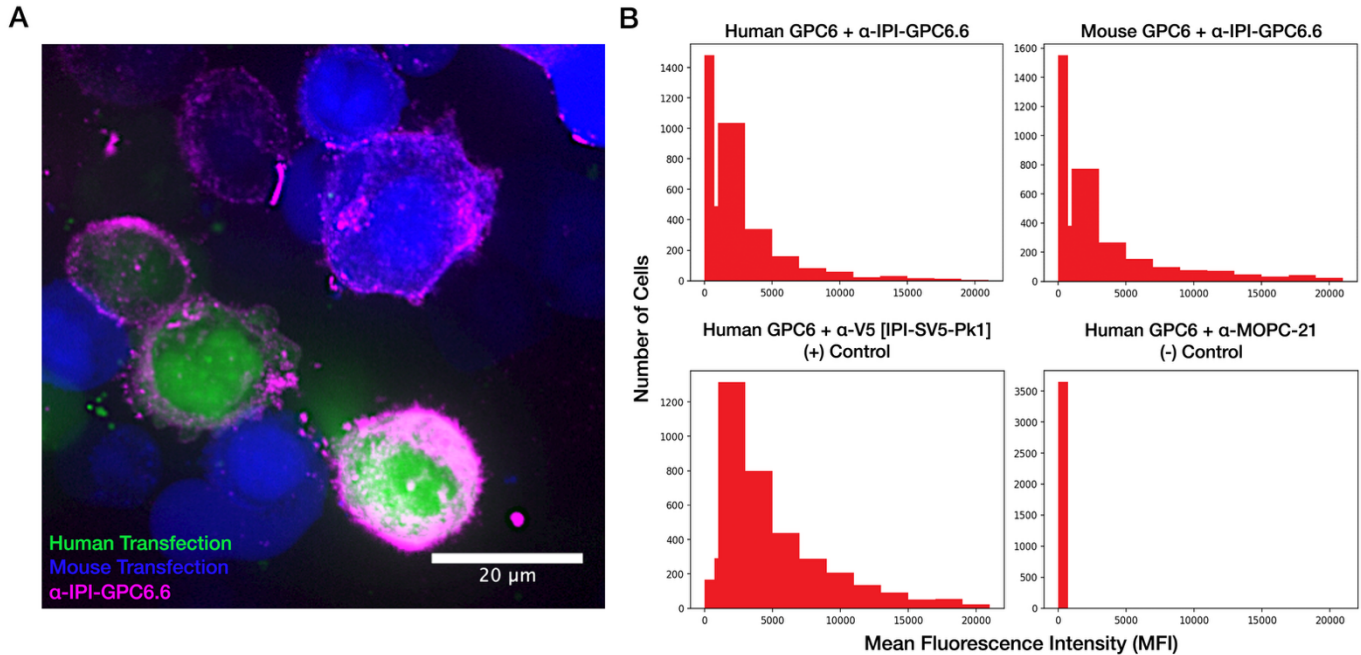 A
B
Human Transfection
Mouse Transfection
α-IPI-GPC6.6
20 μm
Number of Cells
Human GPC6 + α-IPI-GPC6.6
1400
1200
1000
800
600
400
200
0
0 5000 10000 15000 20000
Mouse GPC6 + α-IPI-GPC6.6
1600
1400
1200
1000
800
600
400
200
0
0 5000 10000 15000 20000
Human GPC6 + α-V5 [IPI-SV5-Pk1]
(+) Control
1200
1000
800
600
400
200
0
0 5000 10000 15000 20000
Human GPC6 + α-MOPC-21
(-) Control
3500
3000
2500
2000
1500
1000
500
0
0 5000 10000 15000 20000
Mean Fluorescence Intensity (MFI)